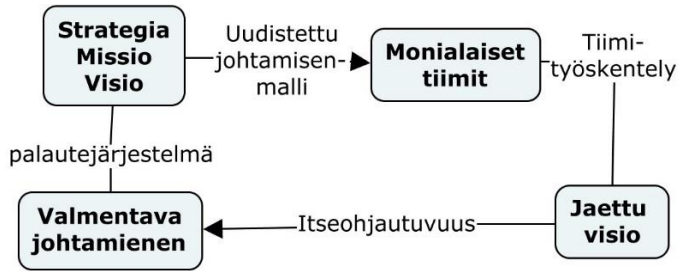 Strategia
Missio
Visio
Uudistettu
johtamisen-
malli
Monialaiset
tiimit
Tiimi-
työskentely
Jaettu
visio
Itseohjautuvuus
Valmentava
johtamienen
palautejärjestelmä